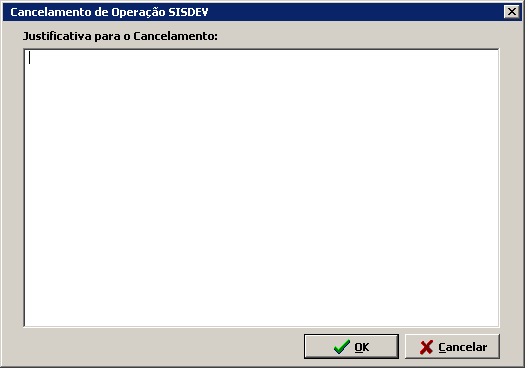 Cancelamento de Operação SISDEV
Justificativa para o Cancelamento:
OK
Cancelar